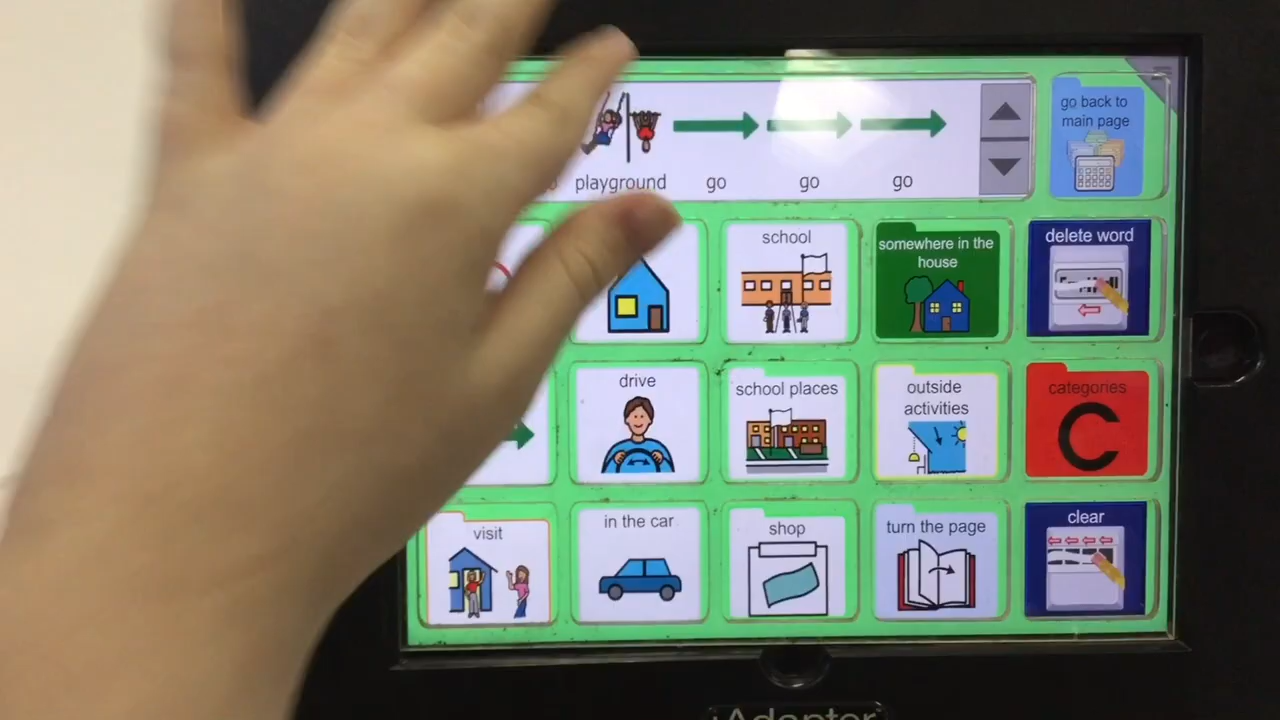 playground go go go
go back to
main page
school
somewhere in the
house
delete word
drive
school places
outside
activities
categories
C
visit
in the car
shop
turn the page
clear
iAdapter